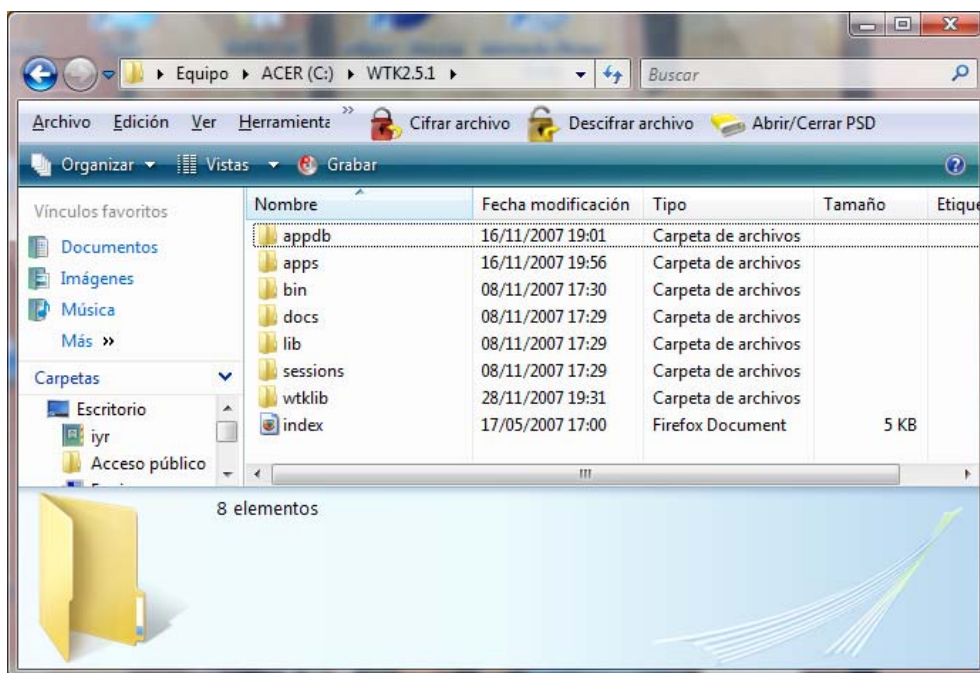 Equipo ACER (C:) WTK2.5.1 Buscar
Archivo Edición Ver Herramienta » Cifrar archivo Descifrar archivo Abrir/Cerrar PSD
Organizar Vistas Grabar
Vínculos favoritos
Documentos
Imágenes
Música
Más »
Carpetas
Escritorio
iyr
Acceso público
Nombre Fecha modificación Tipo Tamaño Etique
appdb 16/11/2007 19:01 Carpeta de archivos
apps 16/11/2007 19:56 Carpeta de archivos
bin 08/11/2007 17:30 Carpeta de archivos
docs 08/11/2007 17:29 Carpeta de archivos
lib 08/11/2007 17:29 Carpeta de archivos
sessions 08/11/2007 17:29 Carpeta de archivos
wtklib 28/11/2007 19:31 Carpeta de archivos
index 17/05/2007 17:00 Firefox Document 5 KB
8 elementos